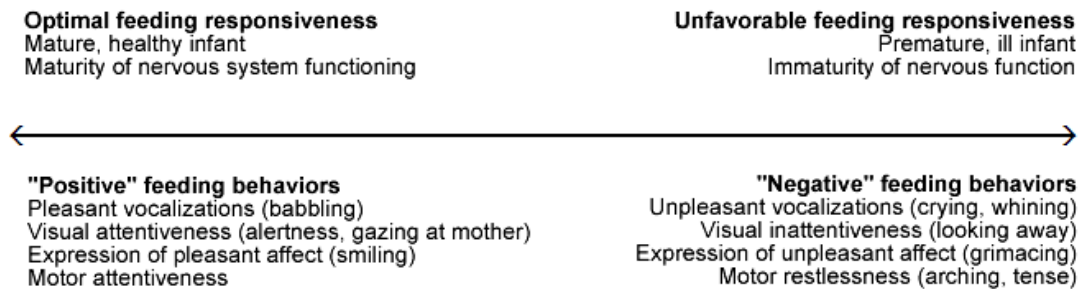 Optimal feeding responsiveness
Mature, healthy infant
Maturity of nervous system functioning
Unfavorable feeding responsiveness
Premature, ill infant
Immaturity of nervous function
"Positive" feeding behaviors
Pleasant vocalizations (babbling)
Visual attentiveness (alertness, gazing at mother)
Expression of pleasant affect (smiling)
Motor attentiveness
"Negative" feeding behaviors
Unpleasant vocalizations (crying, whining)
Visual inattentiveness (looking away)
Expression of unpleasant affect (grimacing)
Motor restlessness (arching, tense)